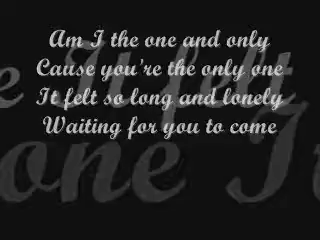 Am I the one and only
Cause you're the only one
It felt so long and lonely
Waiting for you to come